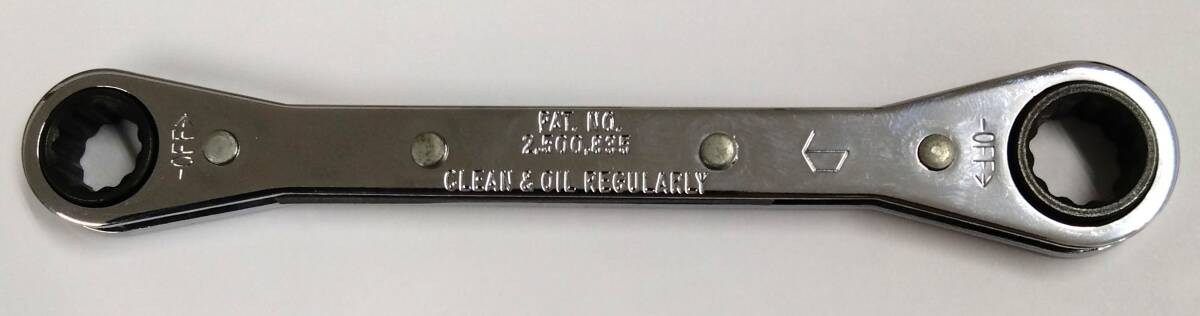 -OFF→
PAT. NO.
2,500,835
CLEAN & OIL REGULARLY
-OFF→